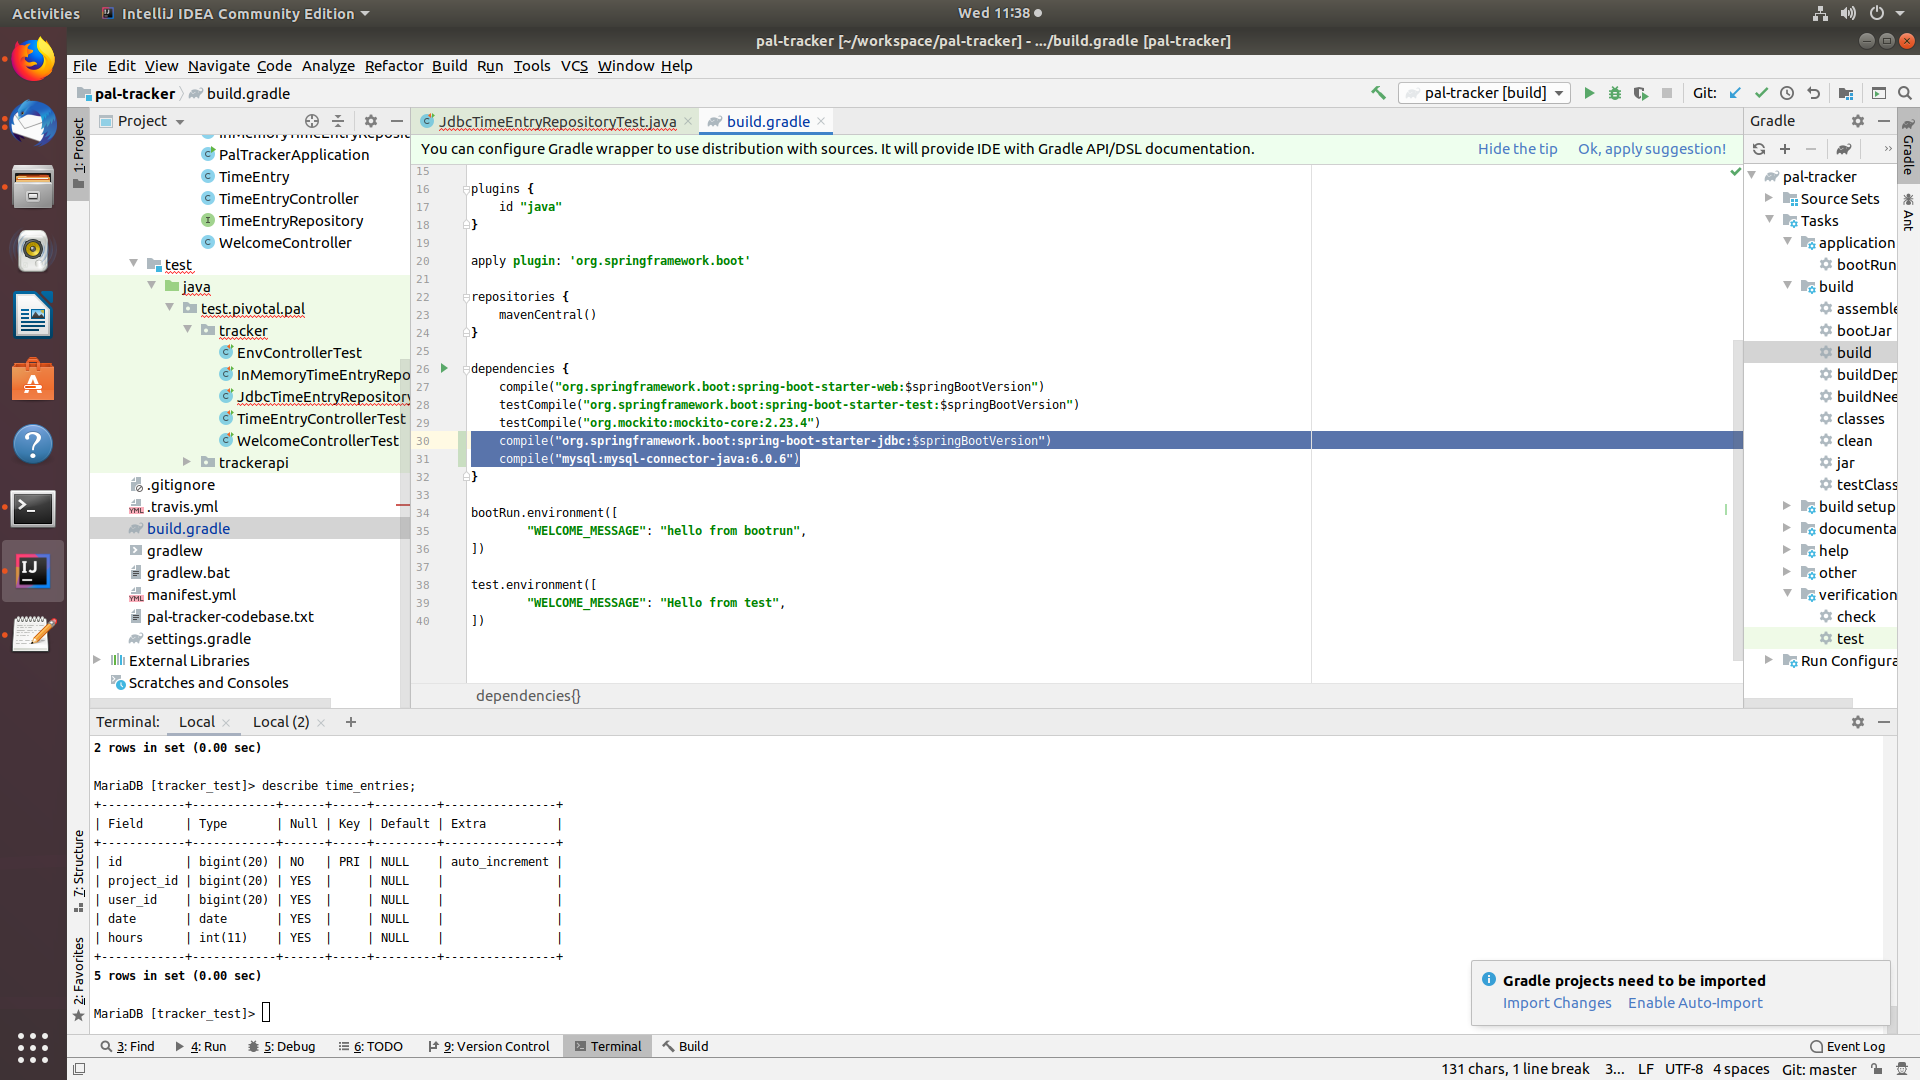 Activities
IntelliJ IDEA Community Edition
Wed 11:38
pal-tracker [~/workspace/pal-tracker] - .../build.gradle [pal-tracker]
File Edit View Navigate Code Analyze Refactor Build Run Tools VCS Window Help
pal-tracker
build.gradle
pal-tracker [build]
Git:
1: Project
Project
InMemoryTimeEntryReposit
PalTrackerApplication
TimeEntry
TimeEntryController
TimeEntryRepository
WelcomeController
test
java
test.pivotal.pal
tracker
EnvControllerTest
InMemoryTimeEntryRepo
JdbcTimeEntryRepository
TimeEntryControllerTest
WelcomeControllerTest
trackerapi
.gitignore
.travis.yml
build.gradle
gradlew
gradlew.bat
manifest.yml
pal-tracker-codebase.txt
settings.gradle
External Libraries
Scratches and Consoles
JdbcTimeEntryRepositoryTest.java
build.gradle
You can configure Gradle wrapper to use distribution with sources. It will provide IDE with Gradle API/DSL documentation.
Hide the tip
Ok, apply suggestion!
15
16 plugins {
17     id "java"
18 }
19
20 apply plugin: 'org.springframework.boot'
21
22 repositories {
23     mavenCentral()
24 }
25
26 dependencies {
27     compile("org.springframework.boot:spring-boot-starter-web:$springBootVersion")
28     testCompile("org.springframework.boot:spring-boot-starter-test:$springBootVersion")
29     testCompile("org.mockito:mockito-core:2.23.4")
30     compile("org.springframework.boot:spring-boot-starter-jdbc:$springBootVersion")
31     compile("mysql:mysql-connector-java:6.0.6")
32 }
33
34 bootRun.environment([
35         "WELCOME_MESSAGE": "hello from bootrun",
36 ])
37
38 test.environment([
39         "WELCOME_MESSAGE": "Hello from test",
40 ])
dependencies{}
Gradle
pal-tracker
Source Sets
Tasks
application
bootRun
build
assemble
bootJar
build
buildDep
buildNee
classes
clean
jar
testClass
build setup
documenta
help
other
verification
check
test
Run Configura
Gradle
Ant
7: Structure
2: Favorites
Terminal: Local Local (2)
2 rows in set (0.00 sec)
MariaDB [tracker_test]> describe time_entries;
+------------+------------+------+-----+---------+----------------+
| Field      | Type       | Null | Key | Default | Extra          |
+------------+------------+------+-----+---------+----------------+
| id         | bigint(20) | NO   | PRI | NULL    | auto_increment |
| project_id | bigint(20) | YES  |     | NULL    |                |
| user_id    | bigint(20) | YES  |     | NULL    |                |
| date       | date       | YES  |     | NULL    |                |
| hours      | int(11)    | YES  |     | NULL    |                |
+------------+------------+------+-----+---------+----------------+
5 rows in set (0.00 sec)
MariaDB [tracker_test]>
Gradle projects need to be imported
Import Changes Enable Auto-Import
3: Find 4: Run 5: Debug 6: TODO 9: Version Control Terminal Build
Event Log
131 chars, 1 line break 3... LF UTF-8 4 spaces Git: master